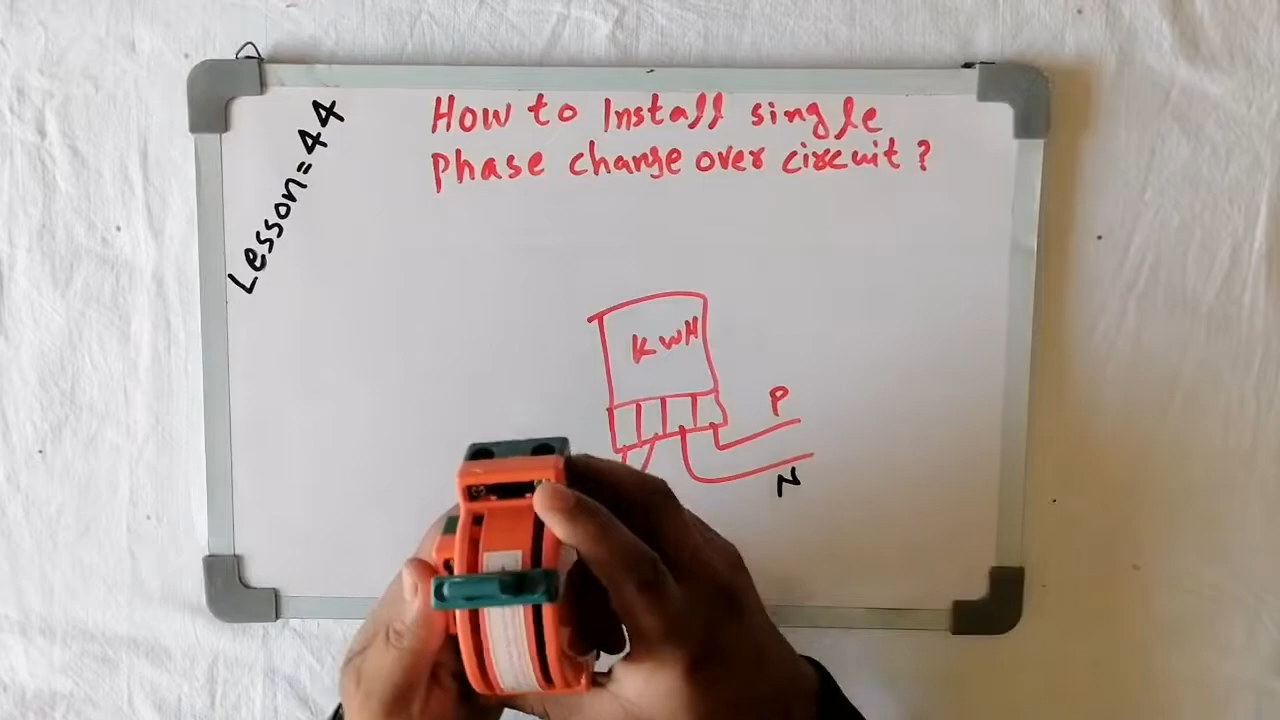 How to Install single
phase change over circuit ?
Lesson=44
KWH
P
N